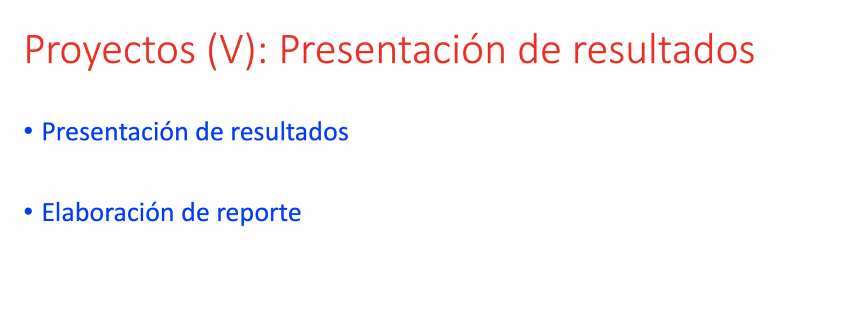 Proyectos (V): Presentación de resultados
• Presentación de resultados
• Elaboración de reporte